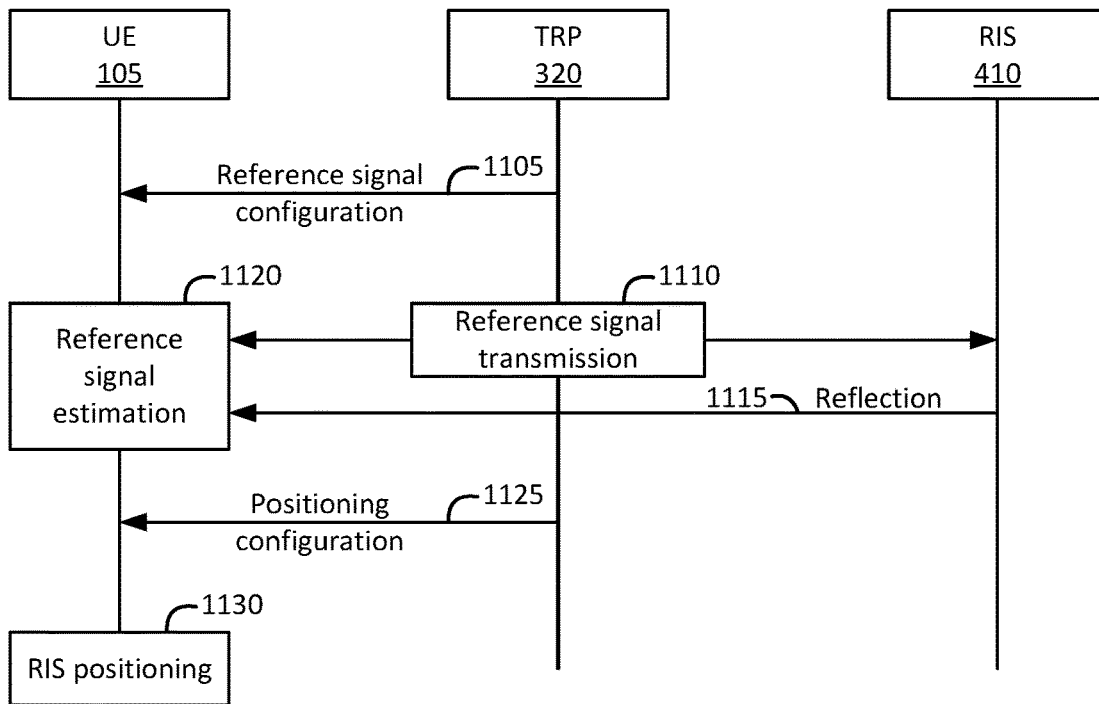 UE
105
TRP
320
RIS
410
Reference signal
configuration
1105
1120
1110
Reference
signal
estimation
Reference signal
transmission
1115
Reflection
Positioning
configuration
1125
1130
RIS positioning